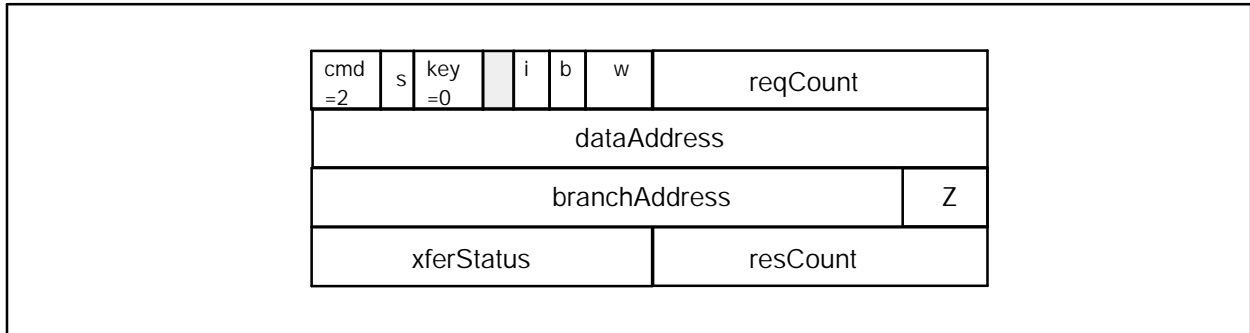 cmd s key i b w reqCount
=2 =0
dataAddress
branchAddress Z
xferStatus resCount